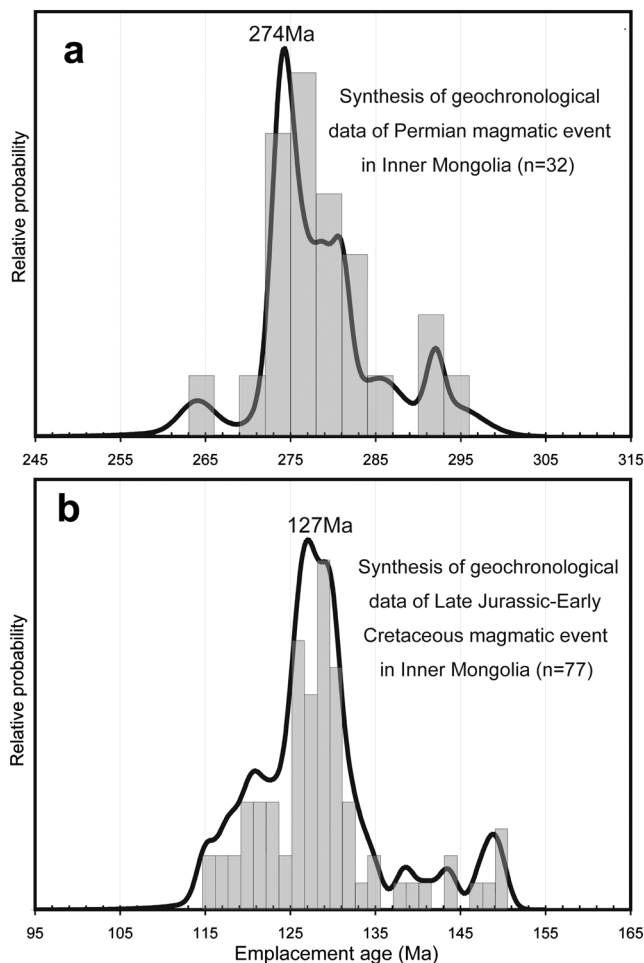 a
274Ma
Synthesis of geochronological
data of Permian magmatic event
in Inner Mongolia (n=32)
Relative probability
245 255 265 275 285 295 305 315
b
127Ma
Synthesis of geochronological
data of Late Jurassic-Early
Cretaceous magmatic event
in Inner Mongolia (n=77)
Relative probability
95 105 115 125 135 145 155 165
Emplacement age (Ma)